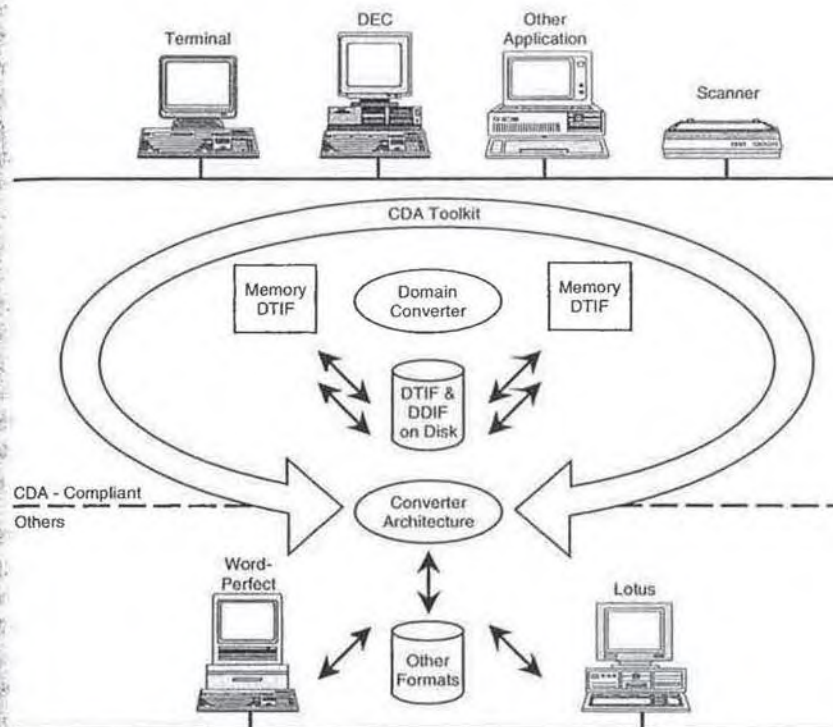 Terminal
DEC
Other
Application
Scanner
CDA Toolkit
Memory
DTIF
Domain
Converter
Memory
DTIF
DTIF &
DDIF
on Disk
CDA - Compliant
Others
Converter
Architecture
Word-
Perfect
Lotus
Other
Formats